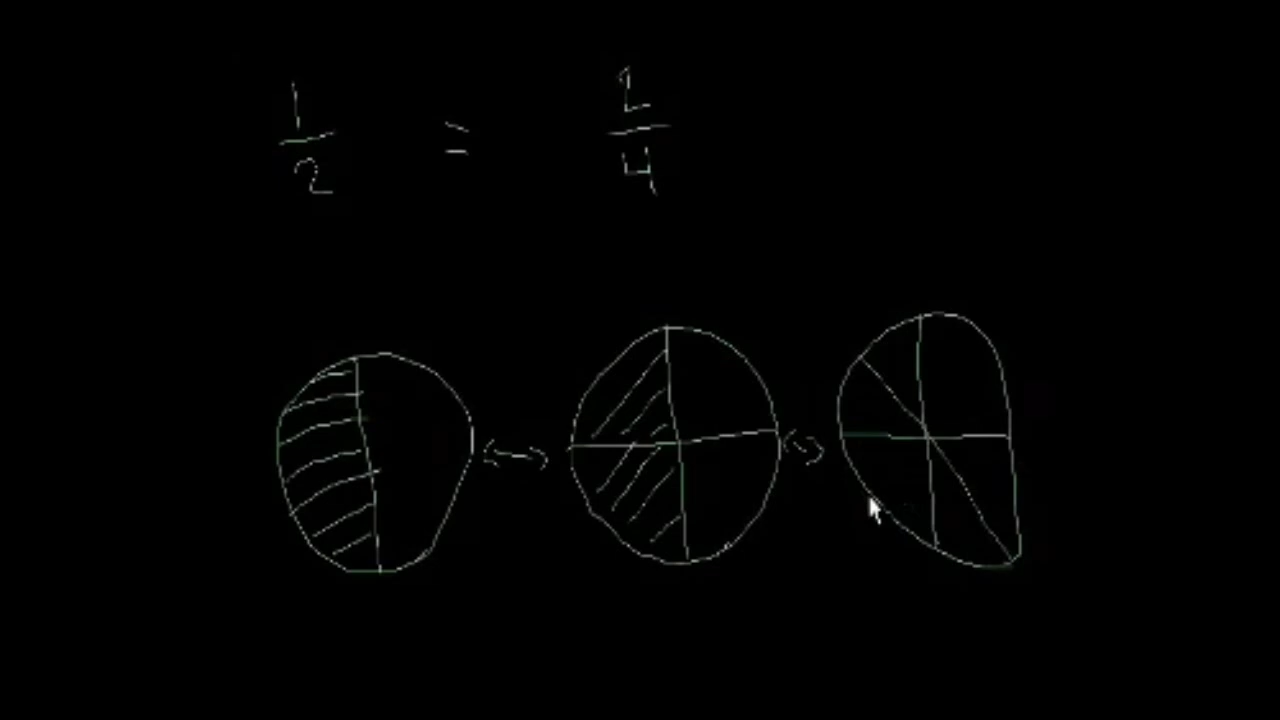 1/2 = 2/4